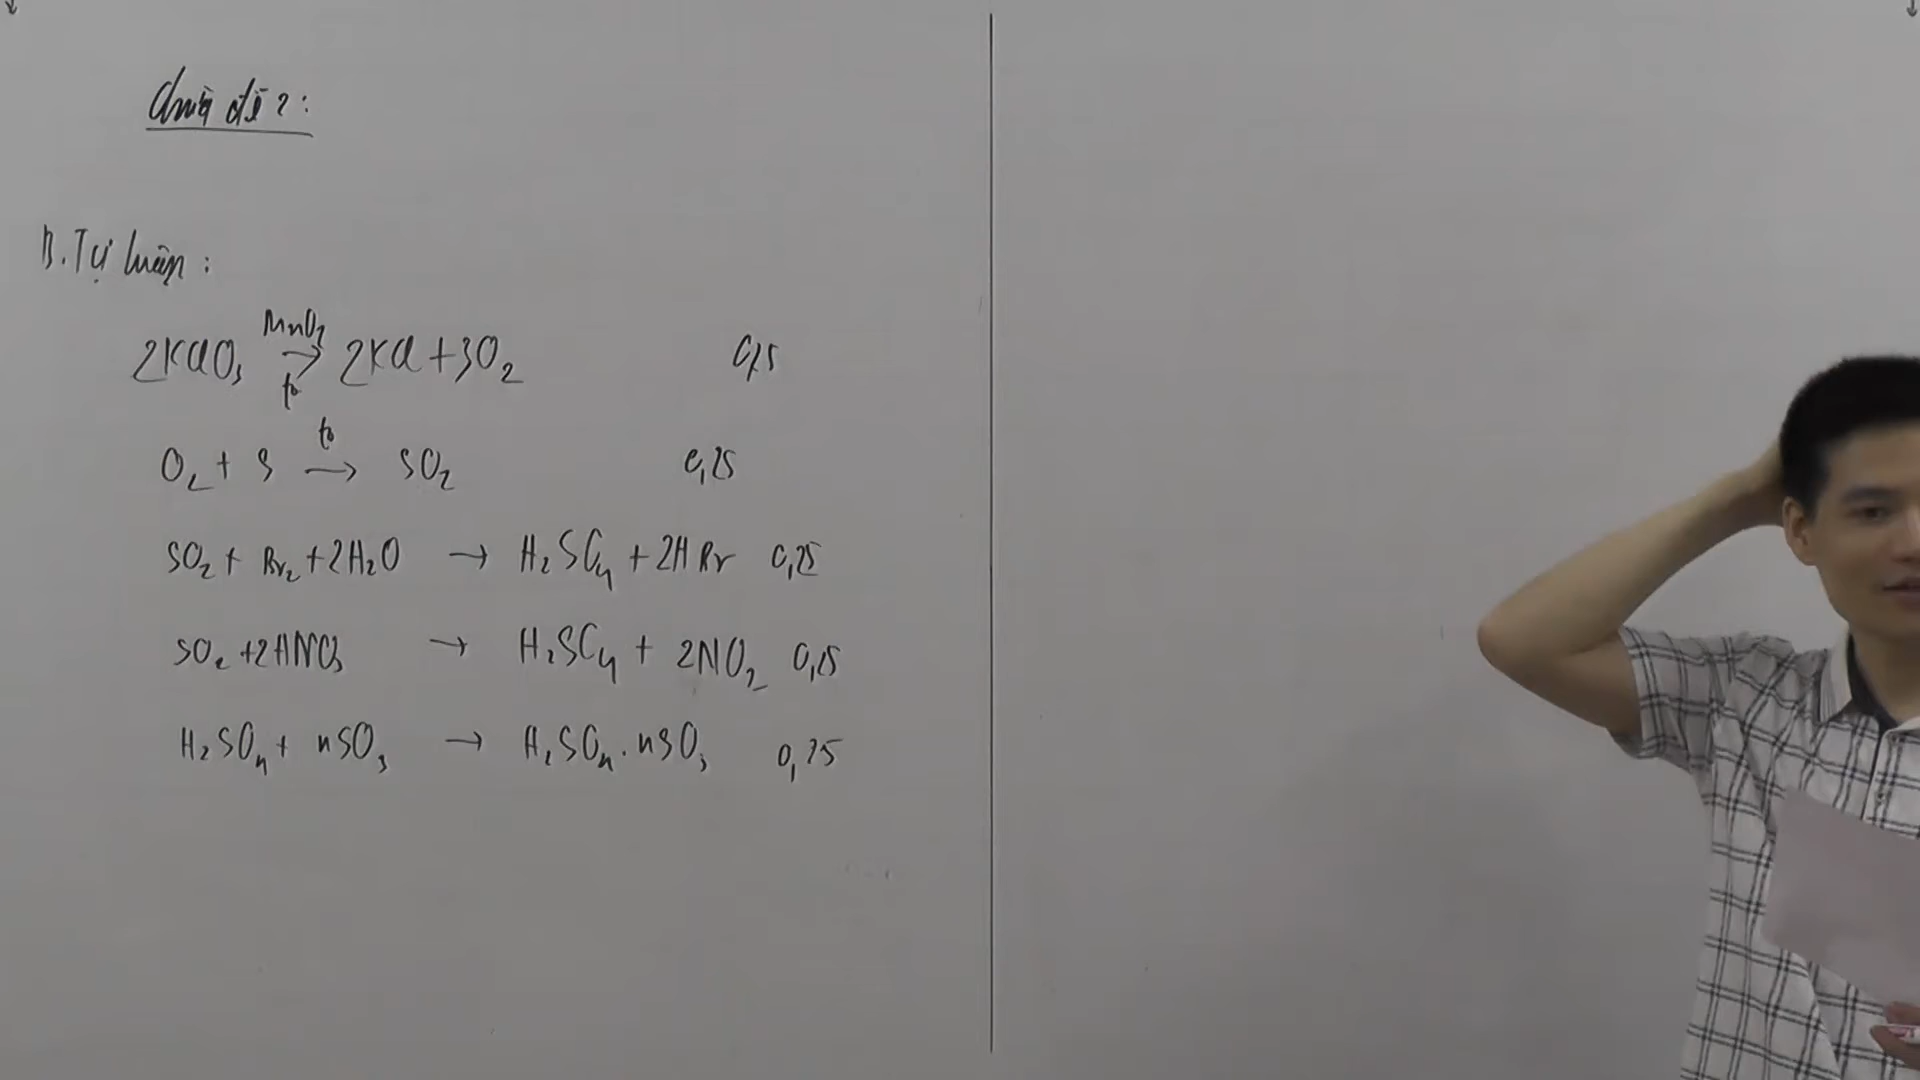 Chữa đề 2:
B. Tự luận:
2KClO₃ →(MnO₂, t°) 2KCl + 3O₂ 0,25
O₂ + S →(t°) SO₂ 0,25
SO₂ + Br₂ + 2H₂O → H₂SO₄ + 2HBr 0,25
SO₂ + 2HNO₃ → H₂SO₄ + 2NO₂ 0,25
H₂SO₄ + nSO₃ → H₂SO₄.nSO₃ 0,25